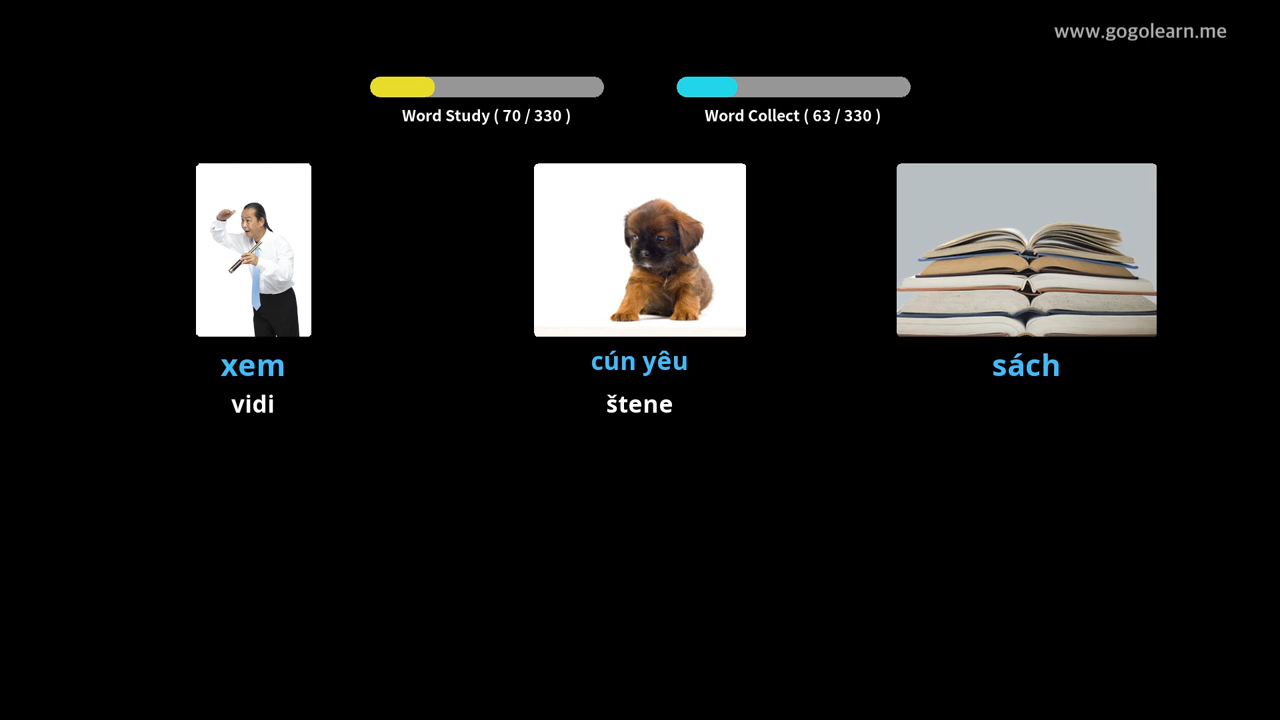 www.gogolearn.me
Word Study ( 70 / 330 )
Word Collect ( 63 / 330 )
xem
vidi
cún yêu
štene
sách